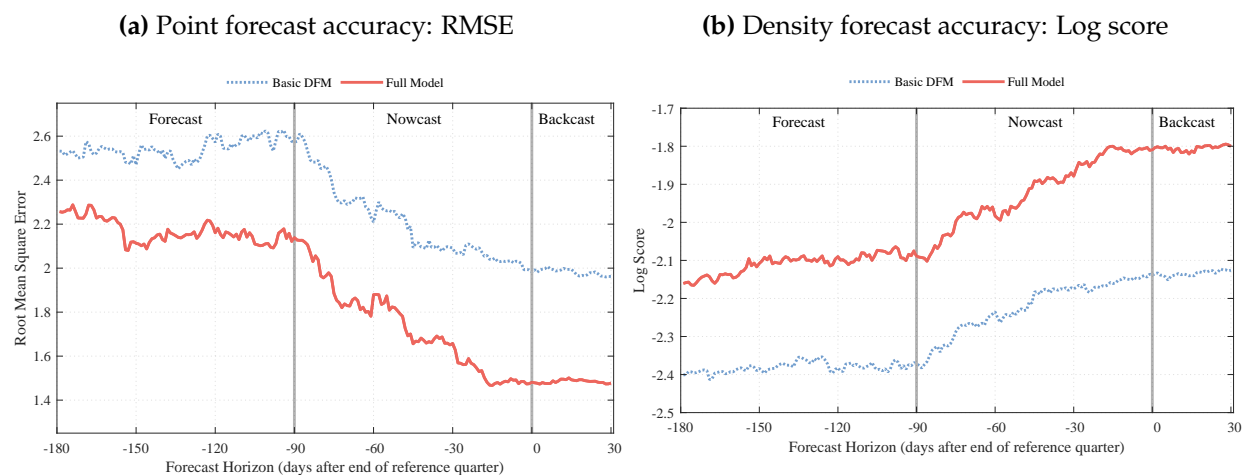 (a) Point forecast accuracy: RMSE
Basic DFM Full Model
Forecast Nowcast Backcast
Root Mean Square Error
2.6
2.4
2.2
2
1.8
1.6
1.4
-180 -150 -120 -90 -60 -30 0 30
Forecast Horizon (days after end of reference quarter)
(b) Density forecast accuracy: Log score
Basic DFM Full Model
Forecast Nowcast Backcast
Log Score
-1.7
-1.8
-1.9
-2
-2.1
-2.2
-2.3
-2.4
-2.5
-180 -150 -120 -90 -60 -30 0 30
Forecast Horizon (days after end of reference quarter)